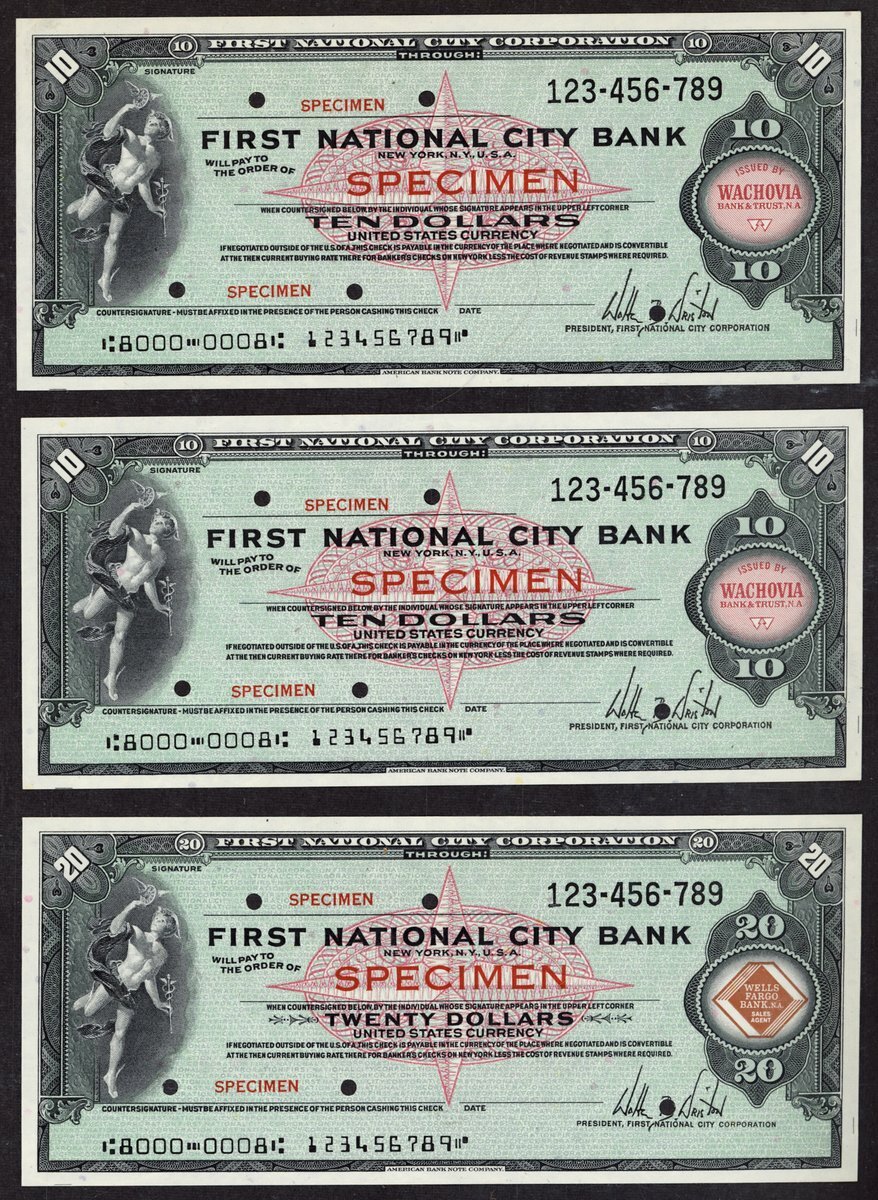 10 10 FIRST NATIONAL CITY CORPORATION 10 10
THROUGH:
SIGNATURE
SPECIMEN 123-456-789
FIRST NATIONAL CITY BANK
NEW YORK, N.Y., U.S.A.
10
WILL PAY TO
THE ORDER OF
SPECIMEN
ISSUED BY
WACHOVIA
BANK & TRUST, N.A.
WHEN COUNTERSIGNED BELOW, BY THE INDIVIDUAL WHOSE SIGNATURE APPEARS IN THE UPPER LEFT CORNER
TEN DOLLARS
UNITED STATES CURRENCY
IF NEGOTIATED OUTSIDE OF THE U.S. OF A. THIS CHECK IS PAYABLE IN THE CURRENCY OF THE PLACE WHERE NEGOTIATED AND IS CONVERTIBLE
AT THE THEN CURRENT BUYING RATE THERE FOR BANKER'S CHECKS ON NEW YORK LESS THE COST OF REVENUE STAMPS WHERE REQUIRED.
10
SPECIMEN
COUNTERSIGNATURE - MUST BE AFFIXED IN THE PRESENCE OF THE PERSON CASHING THIS CHECK DATE
PRESIDENT, FIRST NATIONAL CITY CORPORATION
⑆8000⑉0008⑆ 123456789⑈
AMERICAN BANK NOTE COMPANY.
10 10 FIRST NATIONAL CITY CORPORATION 10 10
THROUGH:
SIGNATURE
SPECIMEN 123-456-789
FIRST NATIONAL CITY BANK
NEW YORK, N.Y., U.S.A.
10
WILL PAY TO
THE ORDER OF
SPECIMEN
ISSUED BY
WACHOVIA
BANK & TRUST, N.A.
WHEN COUNTERSIGNED BELOW, BY THE INDIVIDUAL WHOSE SIGNATURE APPEARS IN THE UPPER LEFT CORNER
TEN DOLLARS
UNITED STATES CURRENCY
IF NEGOTIATED OUTSIDE OF THE U.S. OF A. THIS CHECK IS PAYABLE IN THE CURRENCY OF THE PLACE WHERE NEGOTIATED AND IS CONVERTIBLE
AT THE THEN CURRENT BUYING RATE THERE FOR BANKER'S CHECKS ON NEW YORK LESS THE COST OF REVENUE STAMPS WHERE REQUIRED.
10
SPECIMEN
COUNTERSIGNATURE - MUST BE AFFIXED IN THE PRESENCE OF THE PERSON CASHING THIS CHECK DATE
PRESIDENT, FIRST NATIONAL CITY CORPORATION
⑆8000⑉0008⑆ 123456789⑈
AMERICAN BANK NOTE COMPANY.
20 20 FIRST NATIONAL CITY CORPORATION 20 20
THROUGH:
SIGNATURE
SPECIMEN 123-456-789
FIRST NATIONAL CITY BANK
NEW YORK, N.Y., U.S.A.
20
WILL PAY TO
THE ORDER OF
SPECIMEN
WELLS
FARGO
BANK, N.A.
SALES
AGENT
WHEN COUNTERSIGNED BELOW, BY THE INDIVIDUAL WHOSE SIGNATURE APPEARS IN THE UPPER LEFT CORNER
TWENTY DOLLARS
UNITED STATES CURRENCY
IF NEGOTIATED OUTSIDE OF THE U.S. OF A. THIS CHECK IS PAYABLE IN THE CURRENCY OF THE PLACE WHERE NEGOTIATED AND IS CONVERTIBLE
AT THE THEN CURRENT BUYING RATE THERE FOR BANKER'S CHECKS ON NEW YORK LESS THE COST OF REVENUE STAMPS WHERE REQUIRED.
20
SPECIMEN
COUNTERSIGNATURE - MUST BE AFFIXED IN THE PRESENCE OF THE PERSON CASHING THIS CHECK DATE
PRESIDENT, FIRST NATIONAL CITY CORPORATION
⑆8000⑉0008⑆ 123456789⑈
AMERICAN BANK NOTE COMPANY.